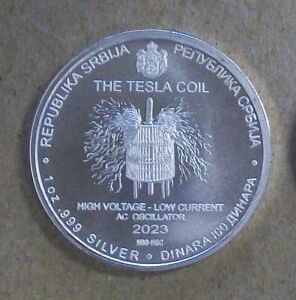 REPUBLIKA SRBIJA
РЕПУБЛИКА СРБИЈА
THE TESLA COIL
HIGH VOLTAGE - LOW CURRENT
AC OSCILLATOR
2023
1 oz .999 SILVER • DINARA 100 ДИНАРА